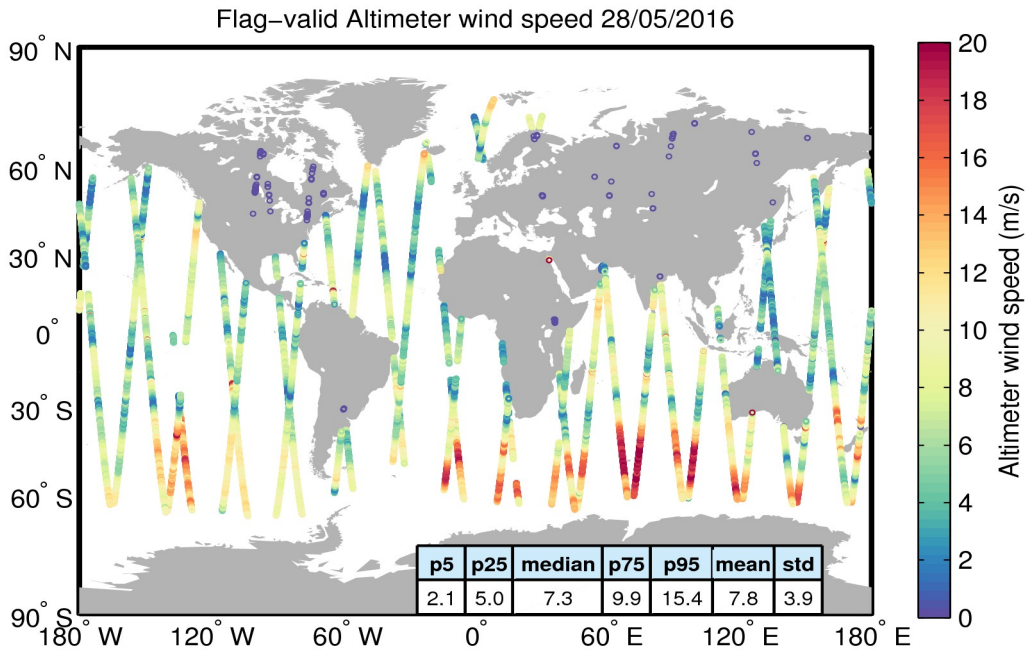 Flag−valid Altimeter wind speed 28/05/2016
90° N
60° N
30° N
0°
30° S
60° S
90° S
180° W
120° W
60° W
0°
60° E
120° E
180° E
p5 p25 median p75 p95 mean std
2.1 5.0 7.3 9.9 15.4 7.8 3.9
20
18
16
14
12
10
8
6
4
2
0
Altimeter wind speed (m/s)